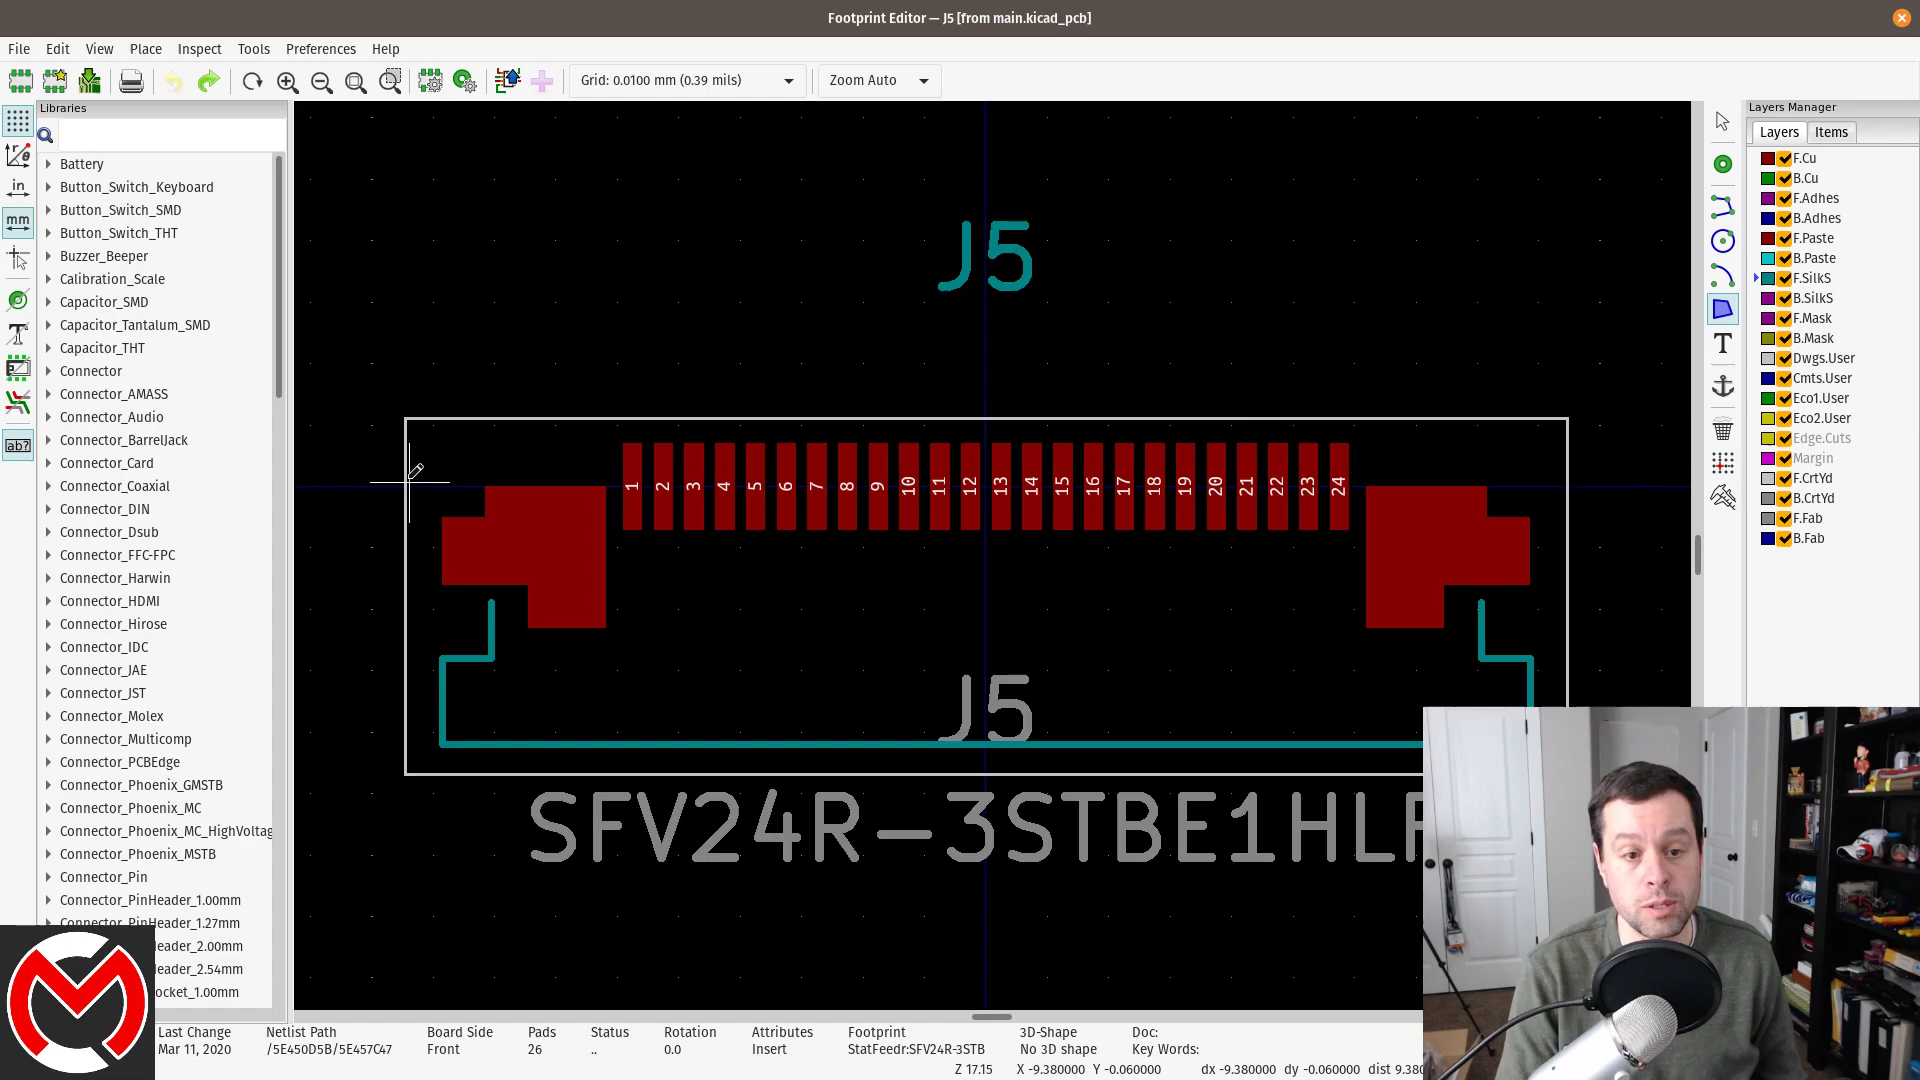 Footprint Editor — J5 [from main.kicad_pcb]
File Edit View Place Inspect Tools Preferences Help
Grid: 0.0100 mm (0.39 mils)
Zoom Auto
Libraries
Battery
Button_Switch_Keyboard
Button_Switch_SMD
Button_Switch_THT
Buzzer_Beeper
Calibration_Scale
Capacitor_SMD
Capacitor_Tantalum_SMD
Capacitor_THT
Connector
Connector_AMASS
Connector_Audio
Connector_BarrelJack
Connector_Card
Connector_Coaxial
Connector_DIN
Connector_Dsub
Connector_FFC-FPC
Connector_Harwin
Connector_HDMI
Connector_Hirose
Connector_IDC
Connector_JAE
Connector_JST
Connector_Molex
Connector_Multicomp
Connector_PCBEdge
Connector_Phoenix_GMSTB
Connector_Phoenix_MC
Connector_Phoenix_MC_HighVoltag
Connector_Phoenix_MSTB
Connector_Pin
Connector_PinHeader_1.00mm
Connector_PinHeader_1.27mm
eader_2.00mm
eader_2.54mm
ocket_1.00mm
in
mm
ab?
J5
1 2 3 4 5 6 7 8 9 10 11 12 13 14 15 16 17 18 19 20 21 22 23 24
J5
SFV24R-3STBE1HLF
T
Layers Manager
Layers Items
F.Cu
B.Cu
F.Adhes
B.Adhes
F.Paste
B.Paste
F.SilkS
B.SilkS
F.Mask
B.Mask
Dwgs.User
Cmts.User
Eco1.User
Eco2.User
Edge.Cuts
Margin
F.CrtYd
B.CrtYd
F.Fab
B.Fab
Last Change Netlist Path Board Side Pads Status Rotation Attributes Footprint 3D-Shape Doc:
Mar 11, 2020 /5E450D5B/5E457C47 Front 26 .. 0.0 Insert StatFeedr:SFV24R-3STB No 3D shape Key Words:
Z 17.15 X -9.380000 Y -0.060000 dx -9.380000 dy -0.060000 dist 9.380